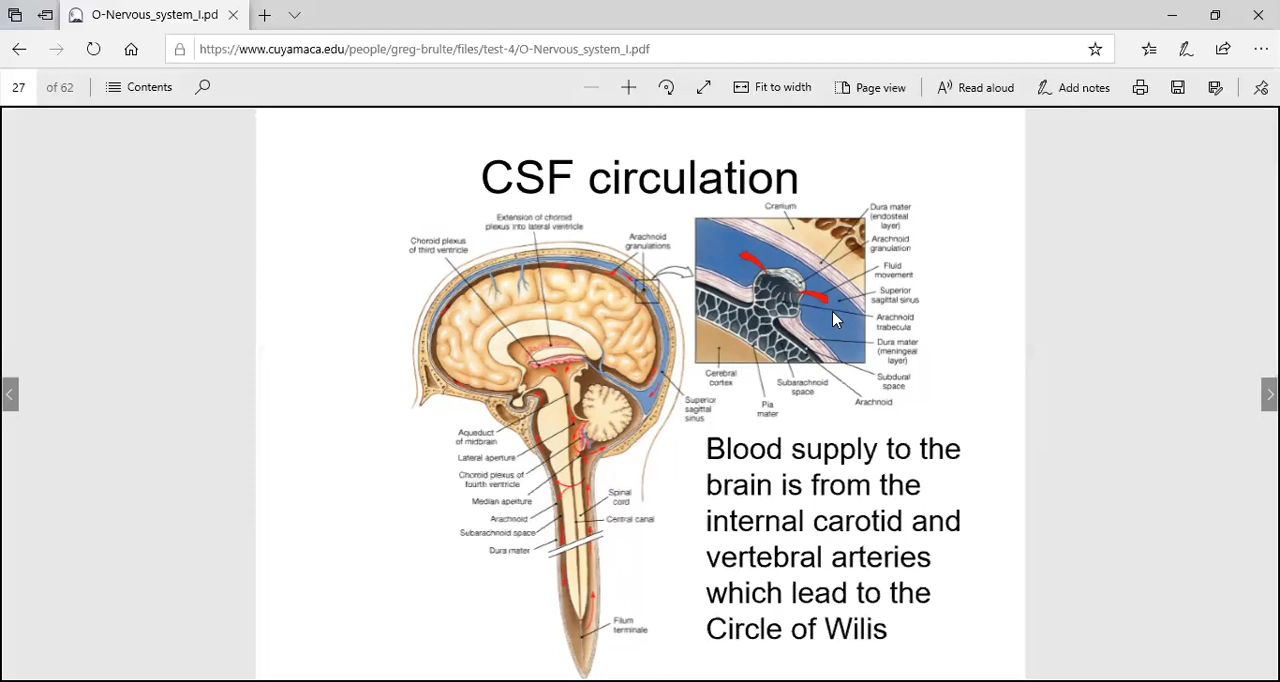 O-Nervous_system_I.pd
https://www.cuyamaca.edu/people/greg-brulte/files/test-4/O-Nervous_system_I.pdf
27 of 62
Contents
Fit to width
Page view
Read aloud
Add notes
CSF circulation
Extension of choroid
plexus into lateral ventricle
Choroid plexus
of third ventricle
Arachnoid
granulations
Cranium
Dura mater
(endosteal
layer)
Arachnoid
granulation
Fluid
movement
Superior
sagittal sinus
Arachnoid
trabecula
Dura mater
(meningeal
layer)
Subdural
space
Arachnoid
Subarachnoid
space
Pia
mater
Cerebral
cortex
Superior
sagittal
sinus
Aqueduct
of midbrain
Lateral aperture
Choroid plexus of
fourth ventricle
Median aperture
Arachnoid
Subarachnoid space
Dura mater
Spinal
cord
Central canal
Filum
terminale
Blood supply to the
brain is from the
internal carotid and
vertebral arteries
which lead to the
Circle of Wilis